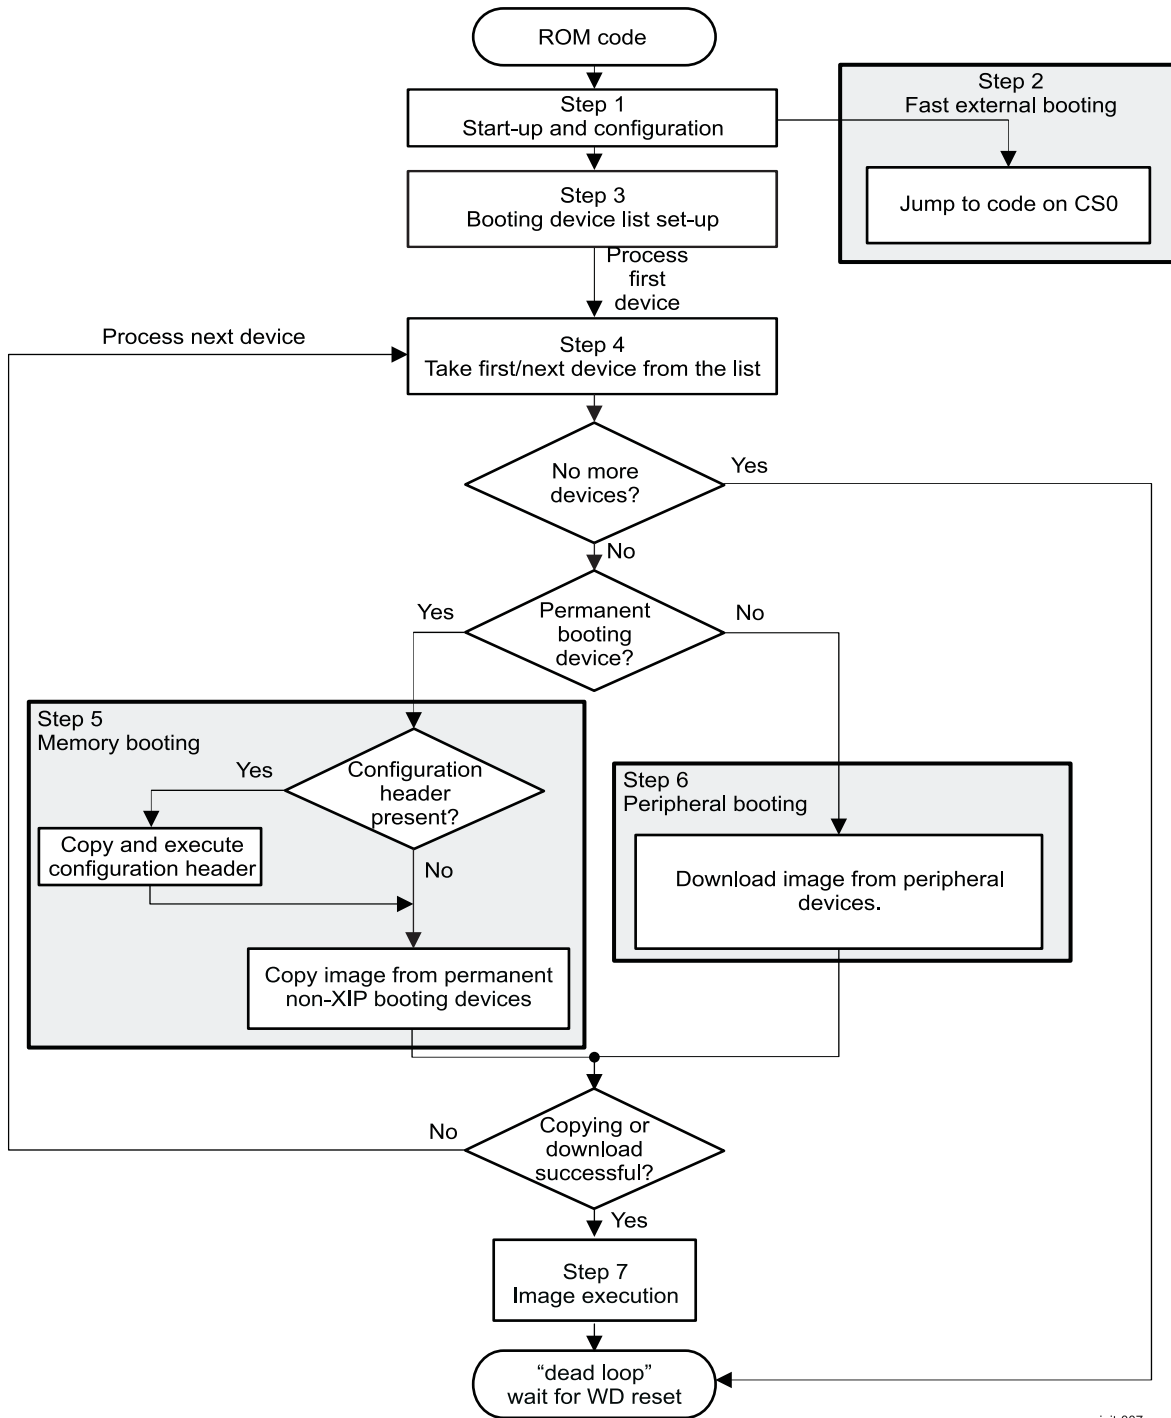 ROM code
Step 1
Start-up and configuration
Step 2
Fast external booting
Jump to code on CS0
Step 3
Booting device list set-up
Process
first
device
Process next device
Step 4
Take first/next device from the list
No more
devices?
Yes
No
Permanent
booting
device?
Yes
No
Step 5
Memory booting
Configuration
header
present?
Yes
Copy and execute
configuration header
No
Copy image from permanent
non-XIP booting devices
Step 6
Peripheral booting
Download image from peripheral
devices.
Copying or
download
successful?
No
Yes
Step 7
Image execution
“dead loop”
wait for WD reset